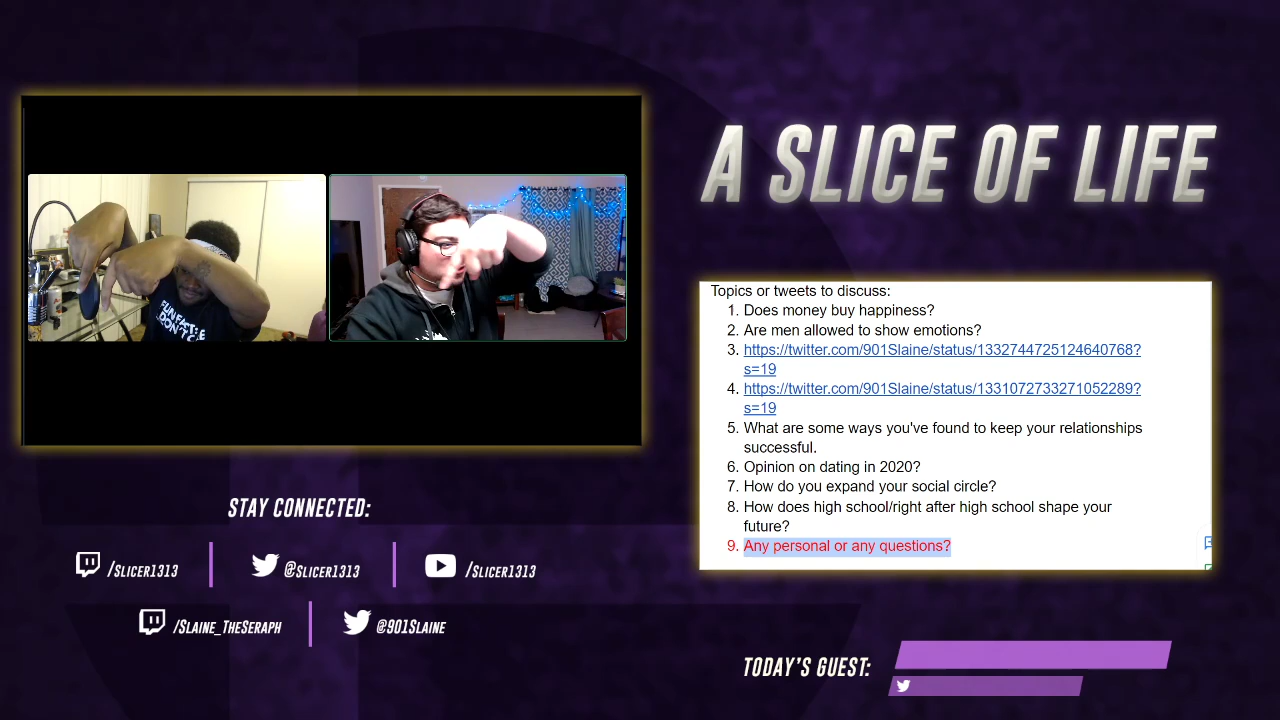 A SLICE OF LIFE
FUN FACT:
DON'T CA
Topics or tweets to discuss:
1. Does money buy happiness?
2. Are men allowed to show emotions?
3. https://twitter.com/901Slaine/status/1332744725124640768?
s=19
4. https://twitter.com/901Slaine/status/1331072733271052289?
s=19
5. What are some ways you've found to keep your relationships
successful.
6. Opinion on dating in 2020?
7. How do you expand your social circle?
8. How does high school/right after high school shape your
future?
9. Any personal or any questions?
STAY CONNECTED:
/SLICER1313
@SLICER1313
/SLICER1313
/SLAINE_THESERAPH
@901SLAINE
TODAY'S GUEST: